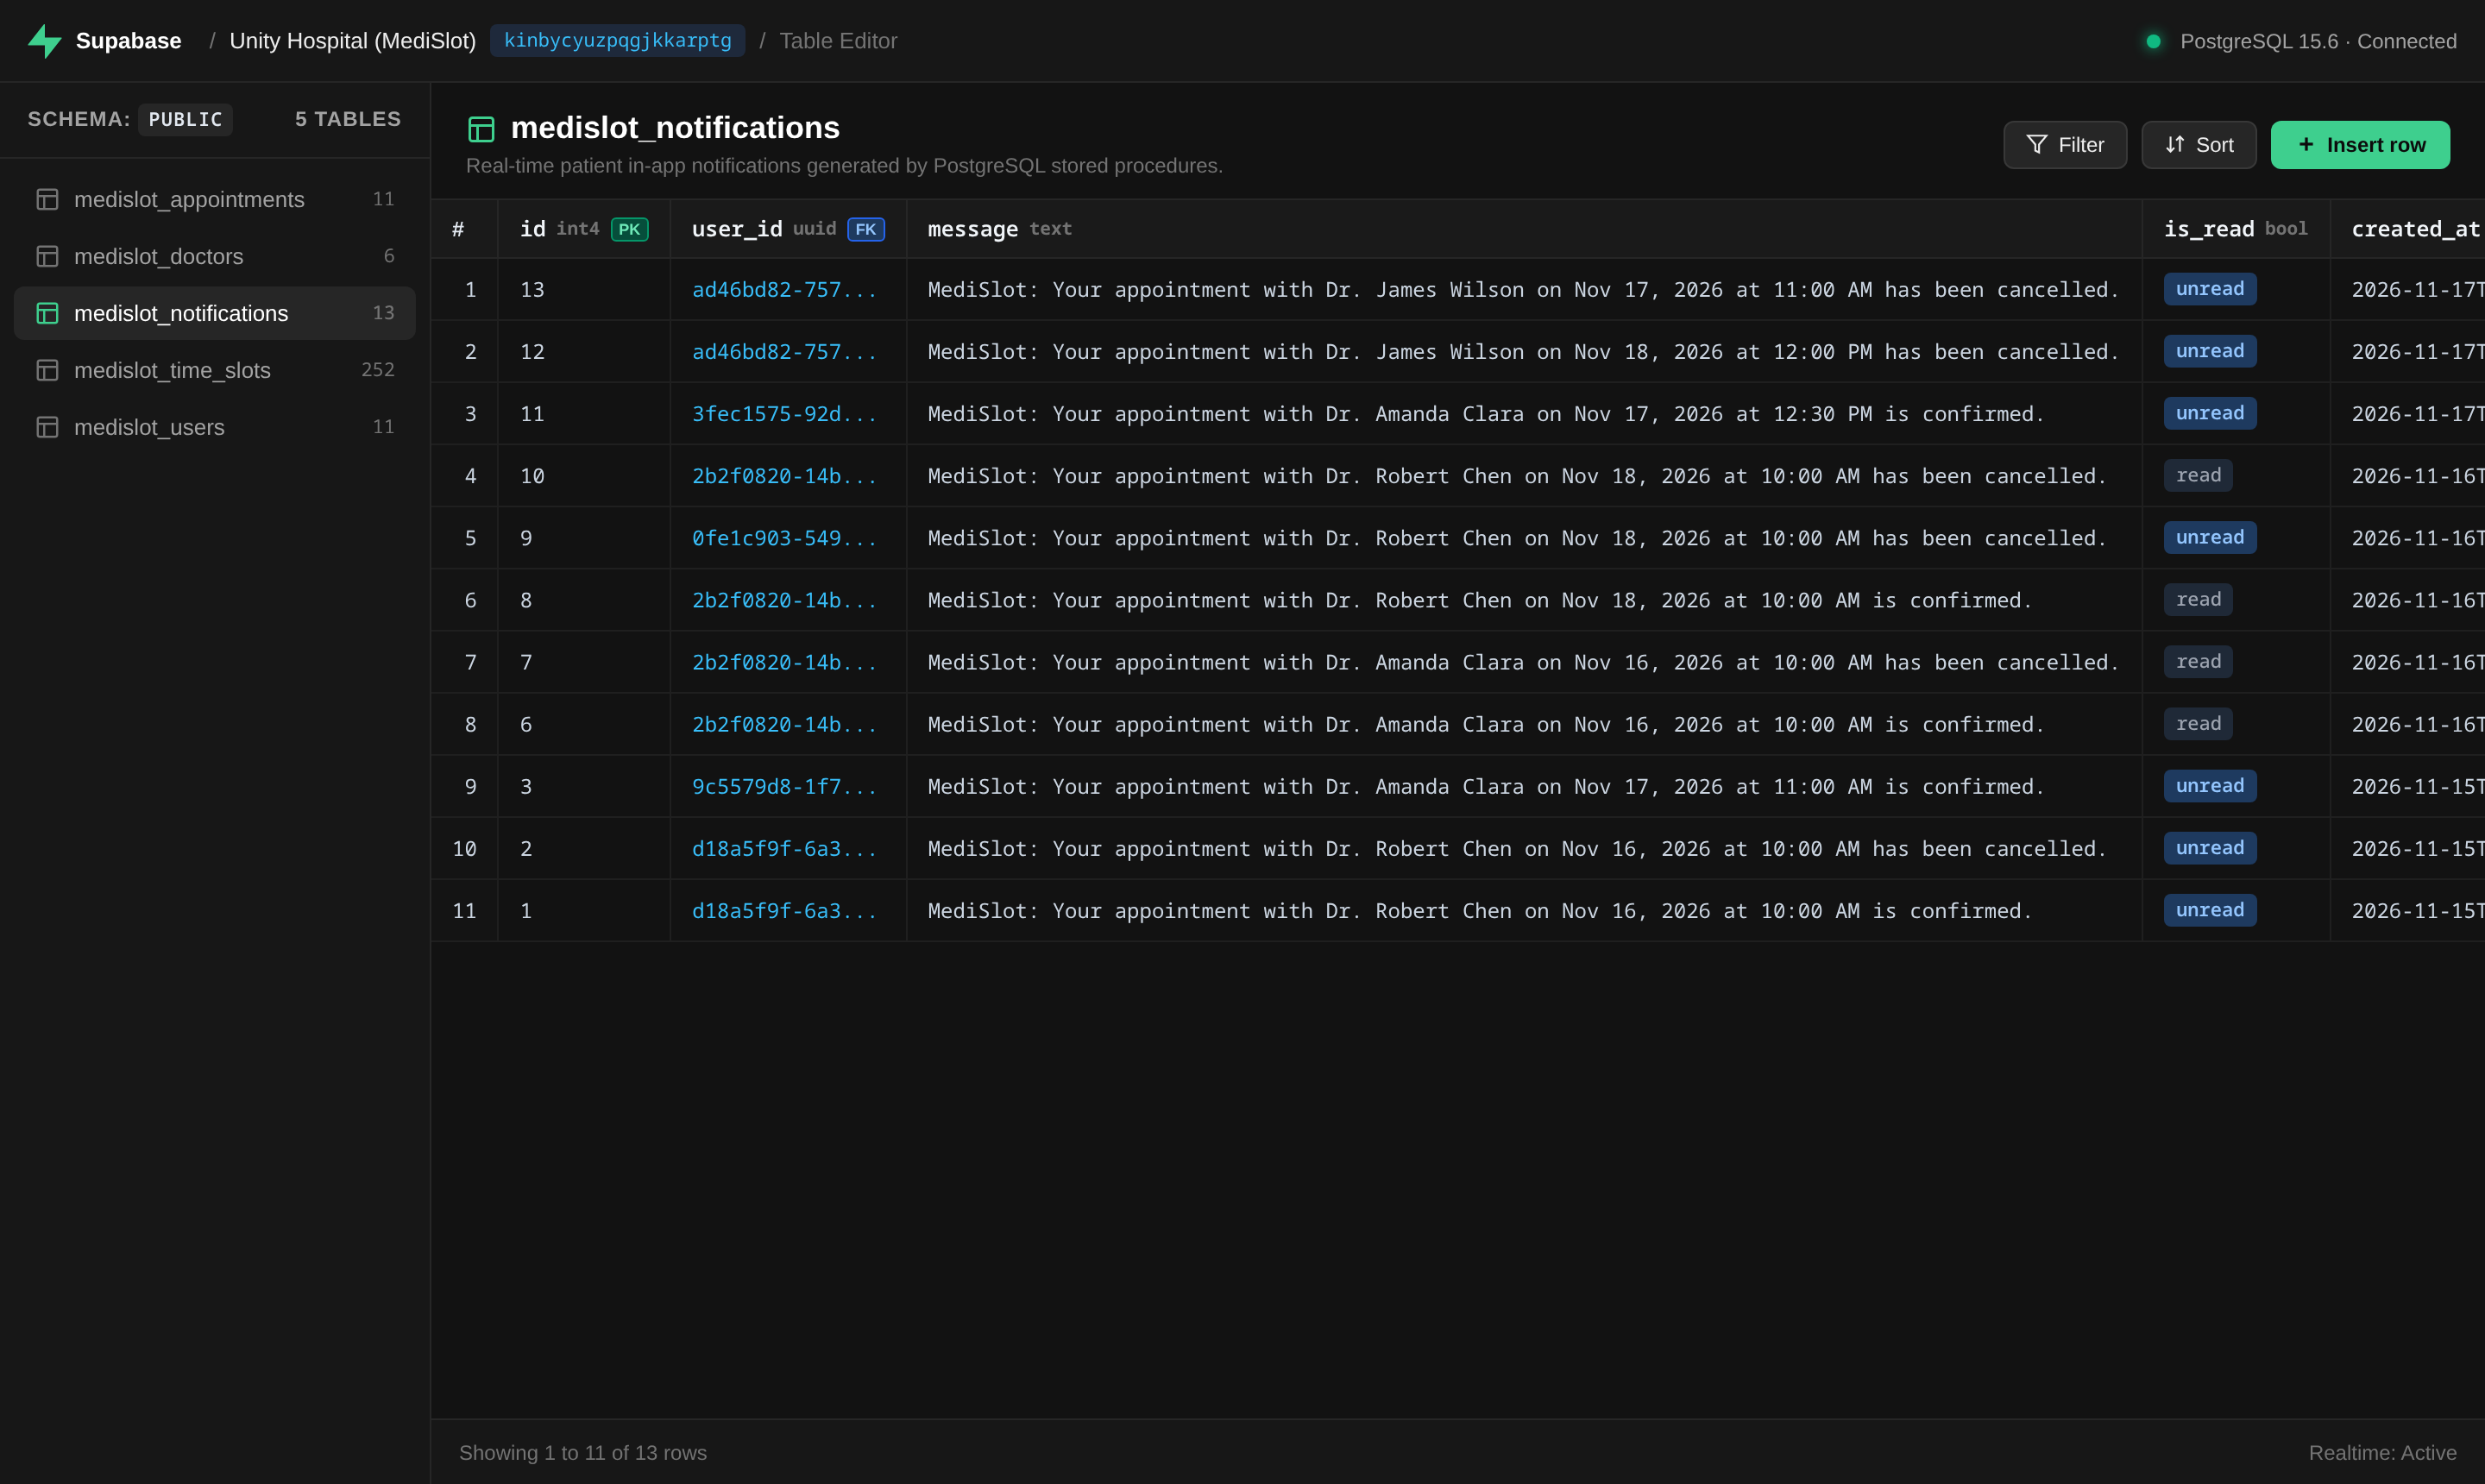 Supabase / Unity Hospital (MediSlot) kinbycyuzpqgjkkarptg / Table Editor
PostgreSQL 15.6 · Connected
SCHEMA: PUBLIC 5 TABLES
medislot_appointments 11
medislot_doctors 6
medislot_notifications 13
medislot_time_slots 252
medislot_users 11
medislot_notifications
Real-time patient in-app notifications generated by PostgreSQL stored procedures.
Filter Sort + Insert row
# id int4 PK user_id uuid FK message text is_read bool created_at
1 13 ad46bd82-757... MediSlot: Your appointment with Dr. James Wilson on Nov 17, 2026 at 11:00 AM has been cancelled. unread 2026-11-17T
2 12 ad46bd82-757... MediSlot: Your appointment with Dr. James Wilson on Nov 18, 2026 at 12:00 PM has been cancelled. unread 2026-11-17T
3 11 3fec1575-92d... MediSlot: Your appointment with Dr. Amanda Clara on Nov 17, 2026 at 12:30 PM is confirmed. unread 2026-11-17T
4 10 2b2f0820-14b... MediSlot: Your appointment with Dr. Robert Chen on Nov 18, 2026 at 10:00 AM has been cancelled. read 2026-11-16T
5 9 0fe1c903-549... MediSlot: Your appointment with Dr. Robert Chen on Nov 18, 2026 at 10:00 AM has been cancelled. unread 2026-11-16T
6 8 2b2f0820-14b... MediSlot: Your appointment with Dr. Robert Chen on Nov 18, 2026 at 10:00 AM is confirmed. read 2026-11-16T
7 7 2b2f0820-14b... MediSlot: Your appointment with Dr. Amanda Clara on Nov 16, 2026 at 10:00 AM has been cancelled. read 2026-11-16T
8 6 2b2f0820-14b... MediSlot: Your appointment with Dr. Amanda Clara on Nov 16, 2026 at 10:00 AM is confirmed. read 2026-11-16T
9 3 9c5579d8-1f7... MediSlot: Your appointment with Dr. Amanda Clara on Nov 17, 2026 at 11:00 AM is confirmed. unread 2026-11-15T
10 2 d18a5f9f-6a3... MediSlot: Your appointment with Dr. Robert Chen on Nov 16, 2026 at 10:00 AM has been cancelled. unread 2026-11-15T
11 1 d18a5f9f-6a3... MediSlot: Your appointment with Dr. Robert Chen on Nov 16, 2026 at 10:00 AM is confirmed. unread 2026-11-15T
Showing 1 to 11 of 13 rows
Realtime: Active